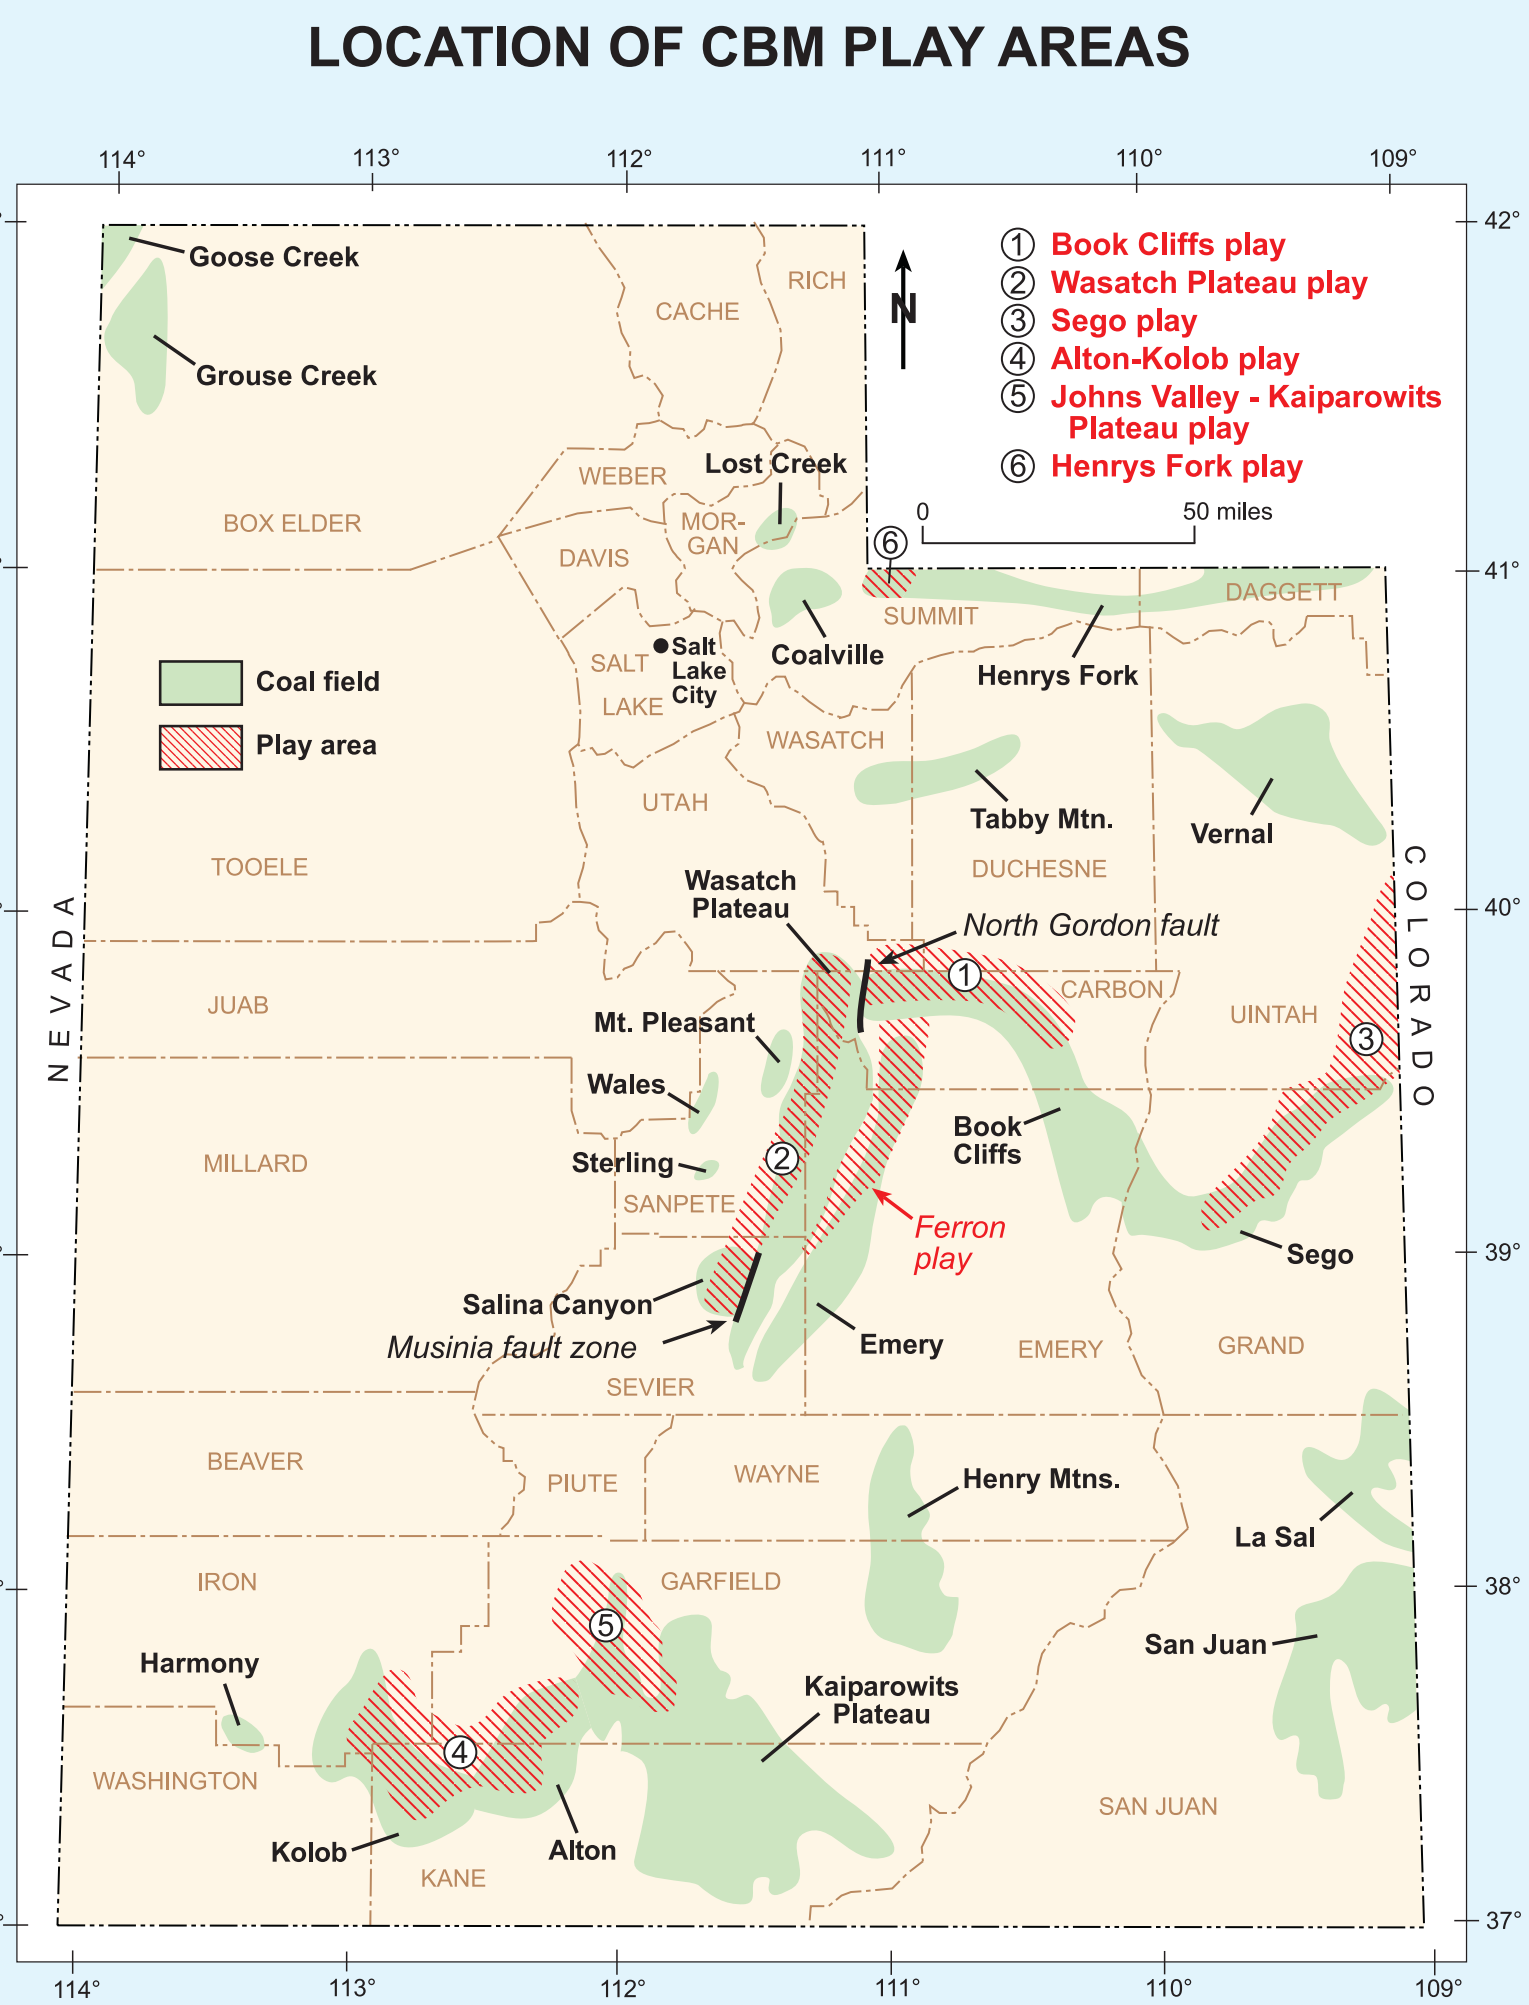 LOCATION OF CBM PLAY AREAS
114° 113° 112° 111° 110° 109°
42°
Goose Creek
Grouse Creek
CACHE
RICH
N
1 Book Cliffs play
2 Wasatch Plateau play
3 Sego play
4 Alton-Kolob play
5 Johns Valley - Kaiparowits
Plateau play
6 Henrys Fork play
0 50 miles
Lost Creek
WEBER
BOX ELDER
MOR-
GAN
DAVIS
6
41°
DAGGETT
SUMMIT
Salt
Lake
City
SALT
LAKE
Coalville
Henrys Fork
Coal field
Play area
WASATCH
UTAH
Tabby Mtn.
Vernal
TOOELE
DUCHESNE
NEVADA
COLORADO
Wasatch
Plateau
40°
North Gordon fault
1
CARBON
JUAB
UINTAH
Mt. Pleasant
3
Wales
Book
Cliffs
MILLARD
2
Sterling
SANPETE
Ferron
play
Sego
39°
Salina Canyon
Musinia fault zone
Emery
EMERY
GRAND
SEVIER
BEAVER
PIUTE
WAYNE
Henry Mtns.
La Sal
IRON
GARFIELD
38°
5
San Juan
Harmony
Kaiparowits
Plateau
4
WASHINGTON
SAN JUAN
Kolob
Alton
KANE
37°
114° 113° 112° 111° 110° 109°